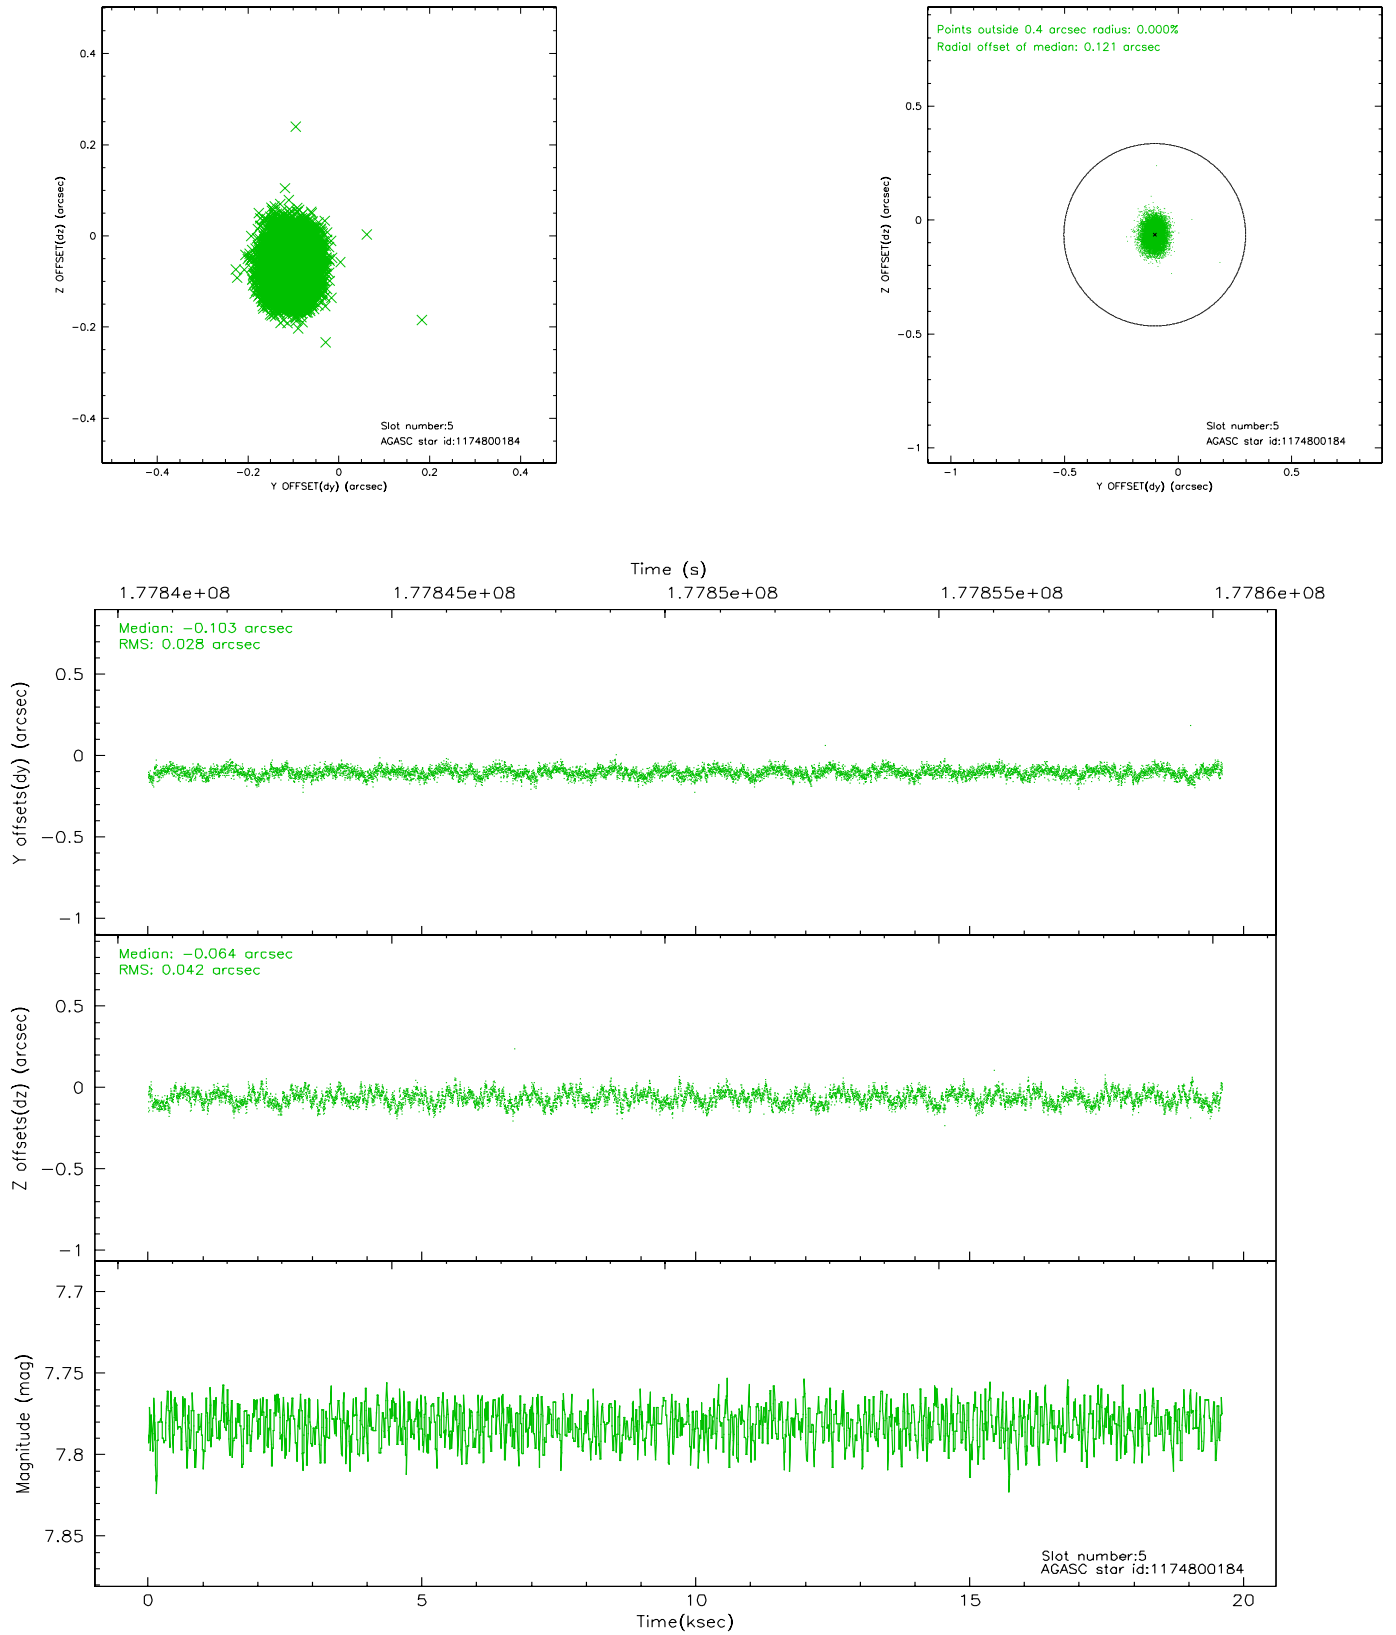 0.4
0.2
0
−0.2
−0.4
Z OFFSET(dz) (arcsec)
Slot number:5
AGASC star id:1174800184
−0.4
−0.2
0
0.2
0.4
Y OFFSET(dy) (arcsec)
Points outside 0.4 arcsec radius: 0.000%
Radial offset of median: 0.121 arcsec
0.5
0
−0.5
−1
Z OFFSET(dz) (arcsec)
Slot number:5
AGASC star id:1174800184
−1
−0.5
0
0.5
Y OFFSET(dy) (arcsec)
Time (s)
1.7784e+08
1.77845e+08
1.7785e+08
1.77855e+08
1.7786e+08
Median: −0.103 arcsec
RMS: 0.028 arcsec
0.5
0
−0.5
−1
Y offsets(dy) (arcsec)
Median: −0.064 arcsec
RMS: 0.042 arcsec
0.5
0
−0.5
−1
Z offsets(dz) (arcsec)
7.7
7.75
7.8
7.85
Magnitude (mag)
Slot number:5
AGASC star id:1174800184
0
5
10
15
20
Time(ksec)